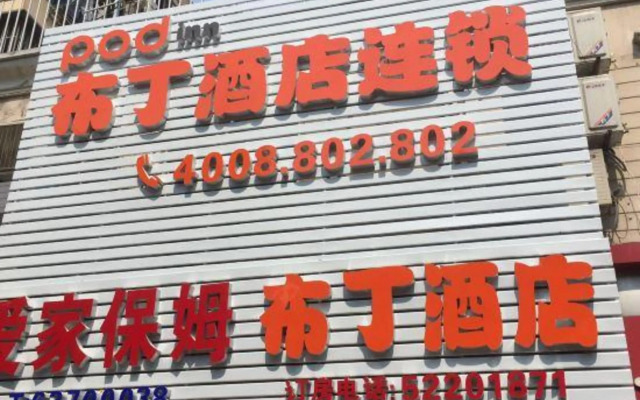 pod inn
布丁酒店连锁
4008.802.802
爱家保姆 布丁酒店
订房电话:52201871